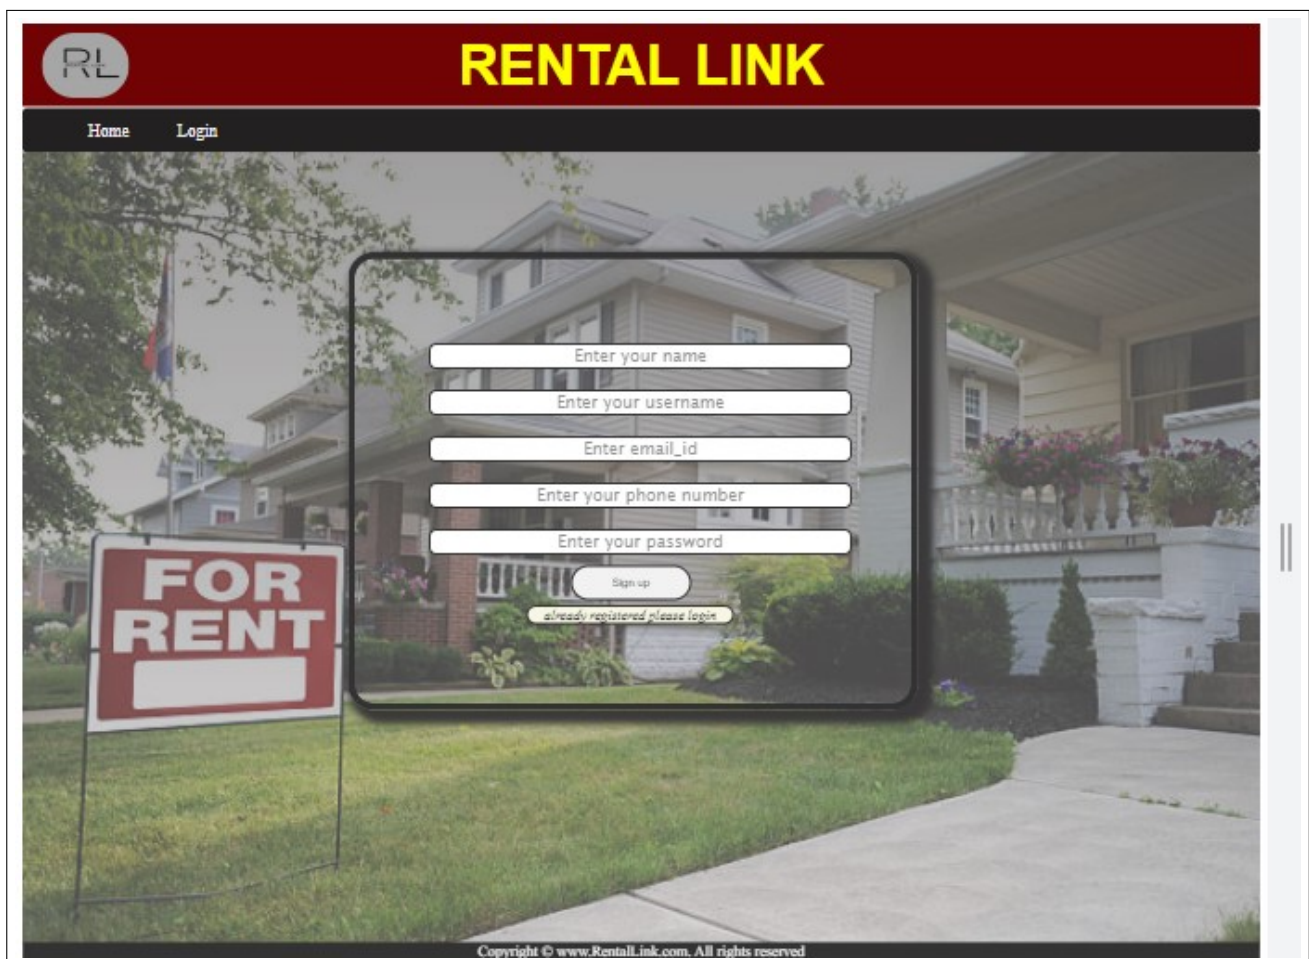 RL
RENTAL LINK
Home Login
Enter your name
Enter your username
Enter email_id
Enter your phone number
Enter your password
Sign up
already registered please login
FOR
RENT
Copyright © www.RentalLink.com. All rights reserved